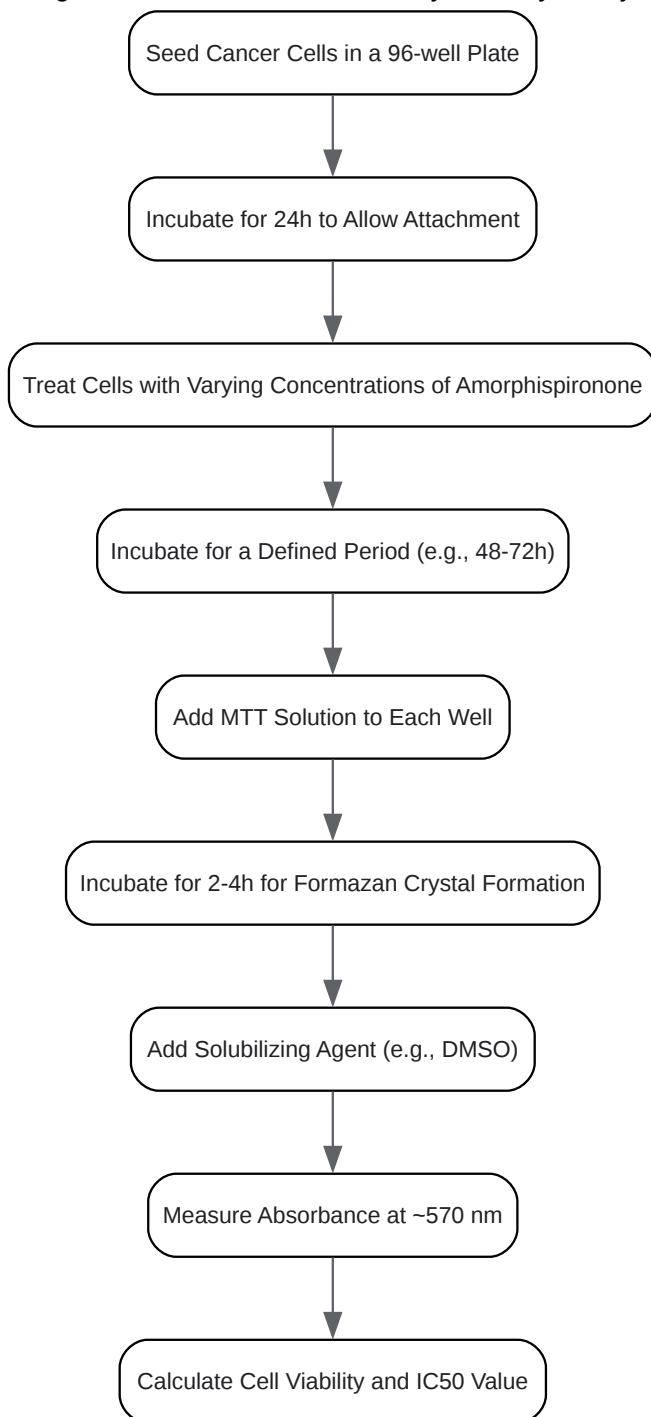 Seed Cancer Cells in a 96-well Plate
Incubate for 24h to Allow Attachment
Treat Cells with Varying Concentrations of Amorphispironone
Incubate for a Defined Period (e.g., 48-72h)
Add MTT Solution to Each Well
Incubate for 2-4h for Formazan Crystal Formation
Add Solubilizing Agent (e.g., DMSO)
Measure Absorbance at ~570 nm
Calculate Cell Viability and IC50 Value